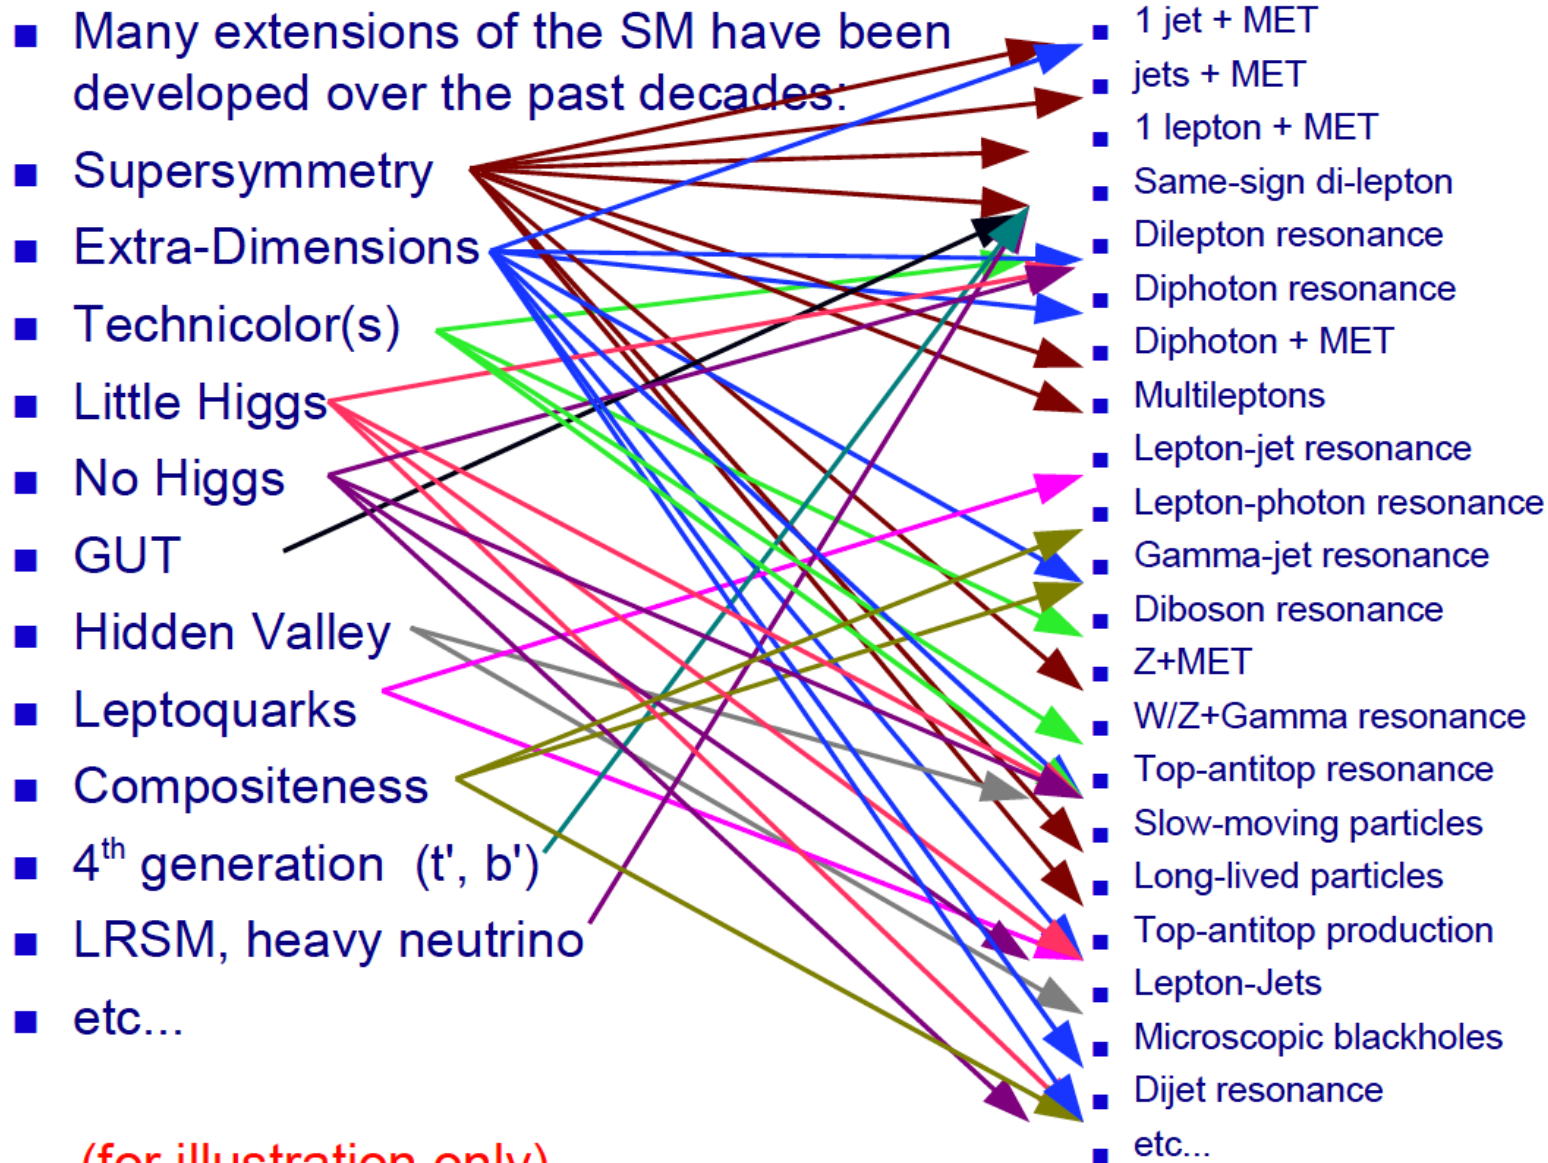 Many extensions of the SM have been
developed over the past decades:
Supersymmetry
Extra-Dimensions
Technicolor(s)
Little Higgs
No Higgs
GUT
Hidden Valley
Leptoquarks
Compositeness
4th generation (t', b')
LRSM, heavy neutrino
etc...
(for illustration only)
1 jet + MET
jets + MET
1 lepton + MET
Same-sign di-lepton
Dilepton resonance
Diphoton resonance
Diphoton + MET
Multileptons
Lepton-jet resonance
Lepton-photon resonance
Gamma-jet resonance
Diboson resonance
Z+MET
W/Z+Gamma resonance
Top-antitop resonance
Slow-moving particles
Long-lived particles
Top-antitop production
Lepton-Jets
Microscopic blackholes
Dijet resonance
etc...